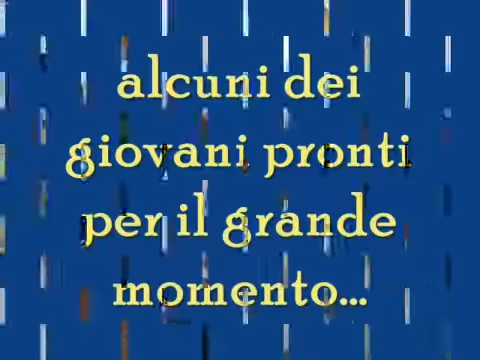 alcuni dei
giovani pronti
per il grande
momento...